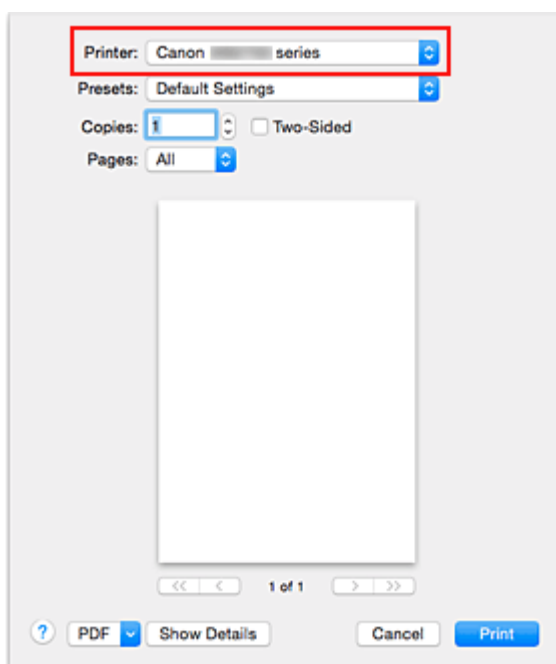 Printer: Canon series
Presets: Default Settings
Copies: 1 Two-Sided
Pages: All
<< < 1 of 1 > >>
? PDF Show Details Cancel Print